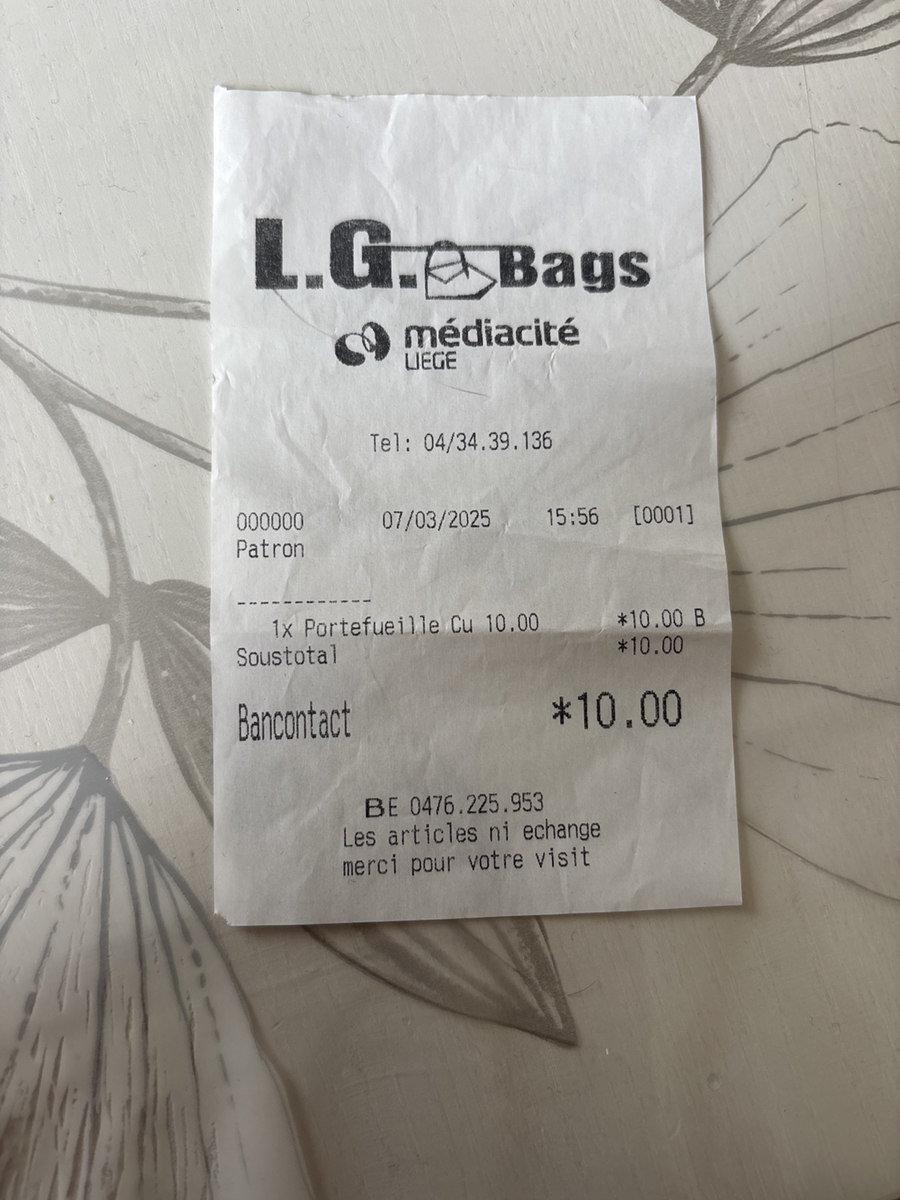 L.G. Bags
médiacité
LIEGE
Tel: 04/34.39.136
000000 07/03/2025 15:56 [0001]
Patron
------------
1x Portefueille Cu 10.00 *10.00 B
Soustotal *10.00
Bancontact *10.00
BE 0476.225.953
Les articles ni echange
merci pour votre visit